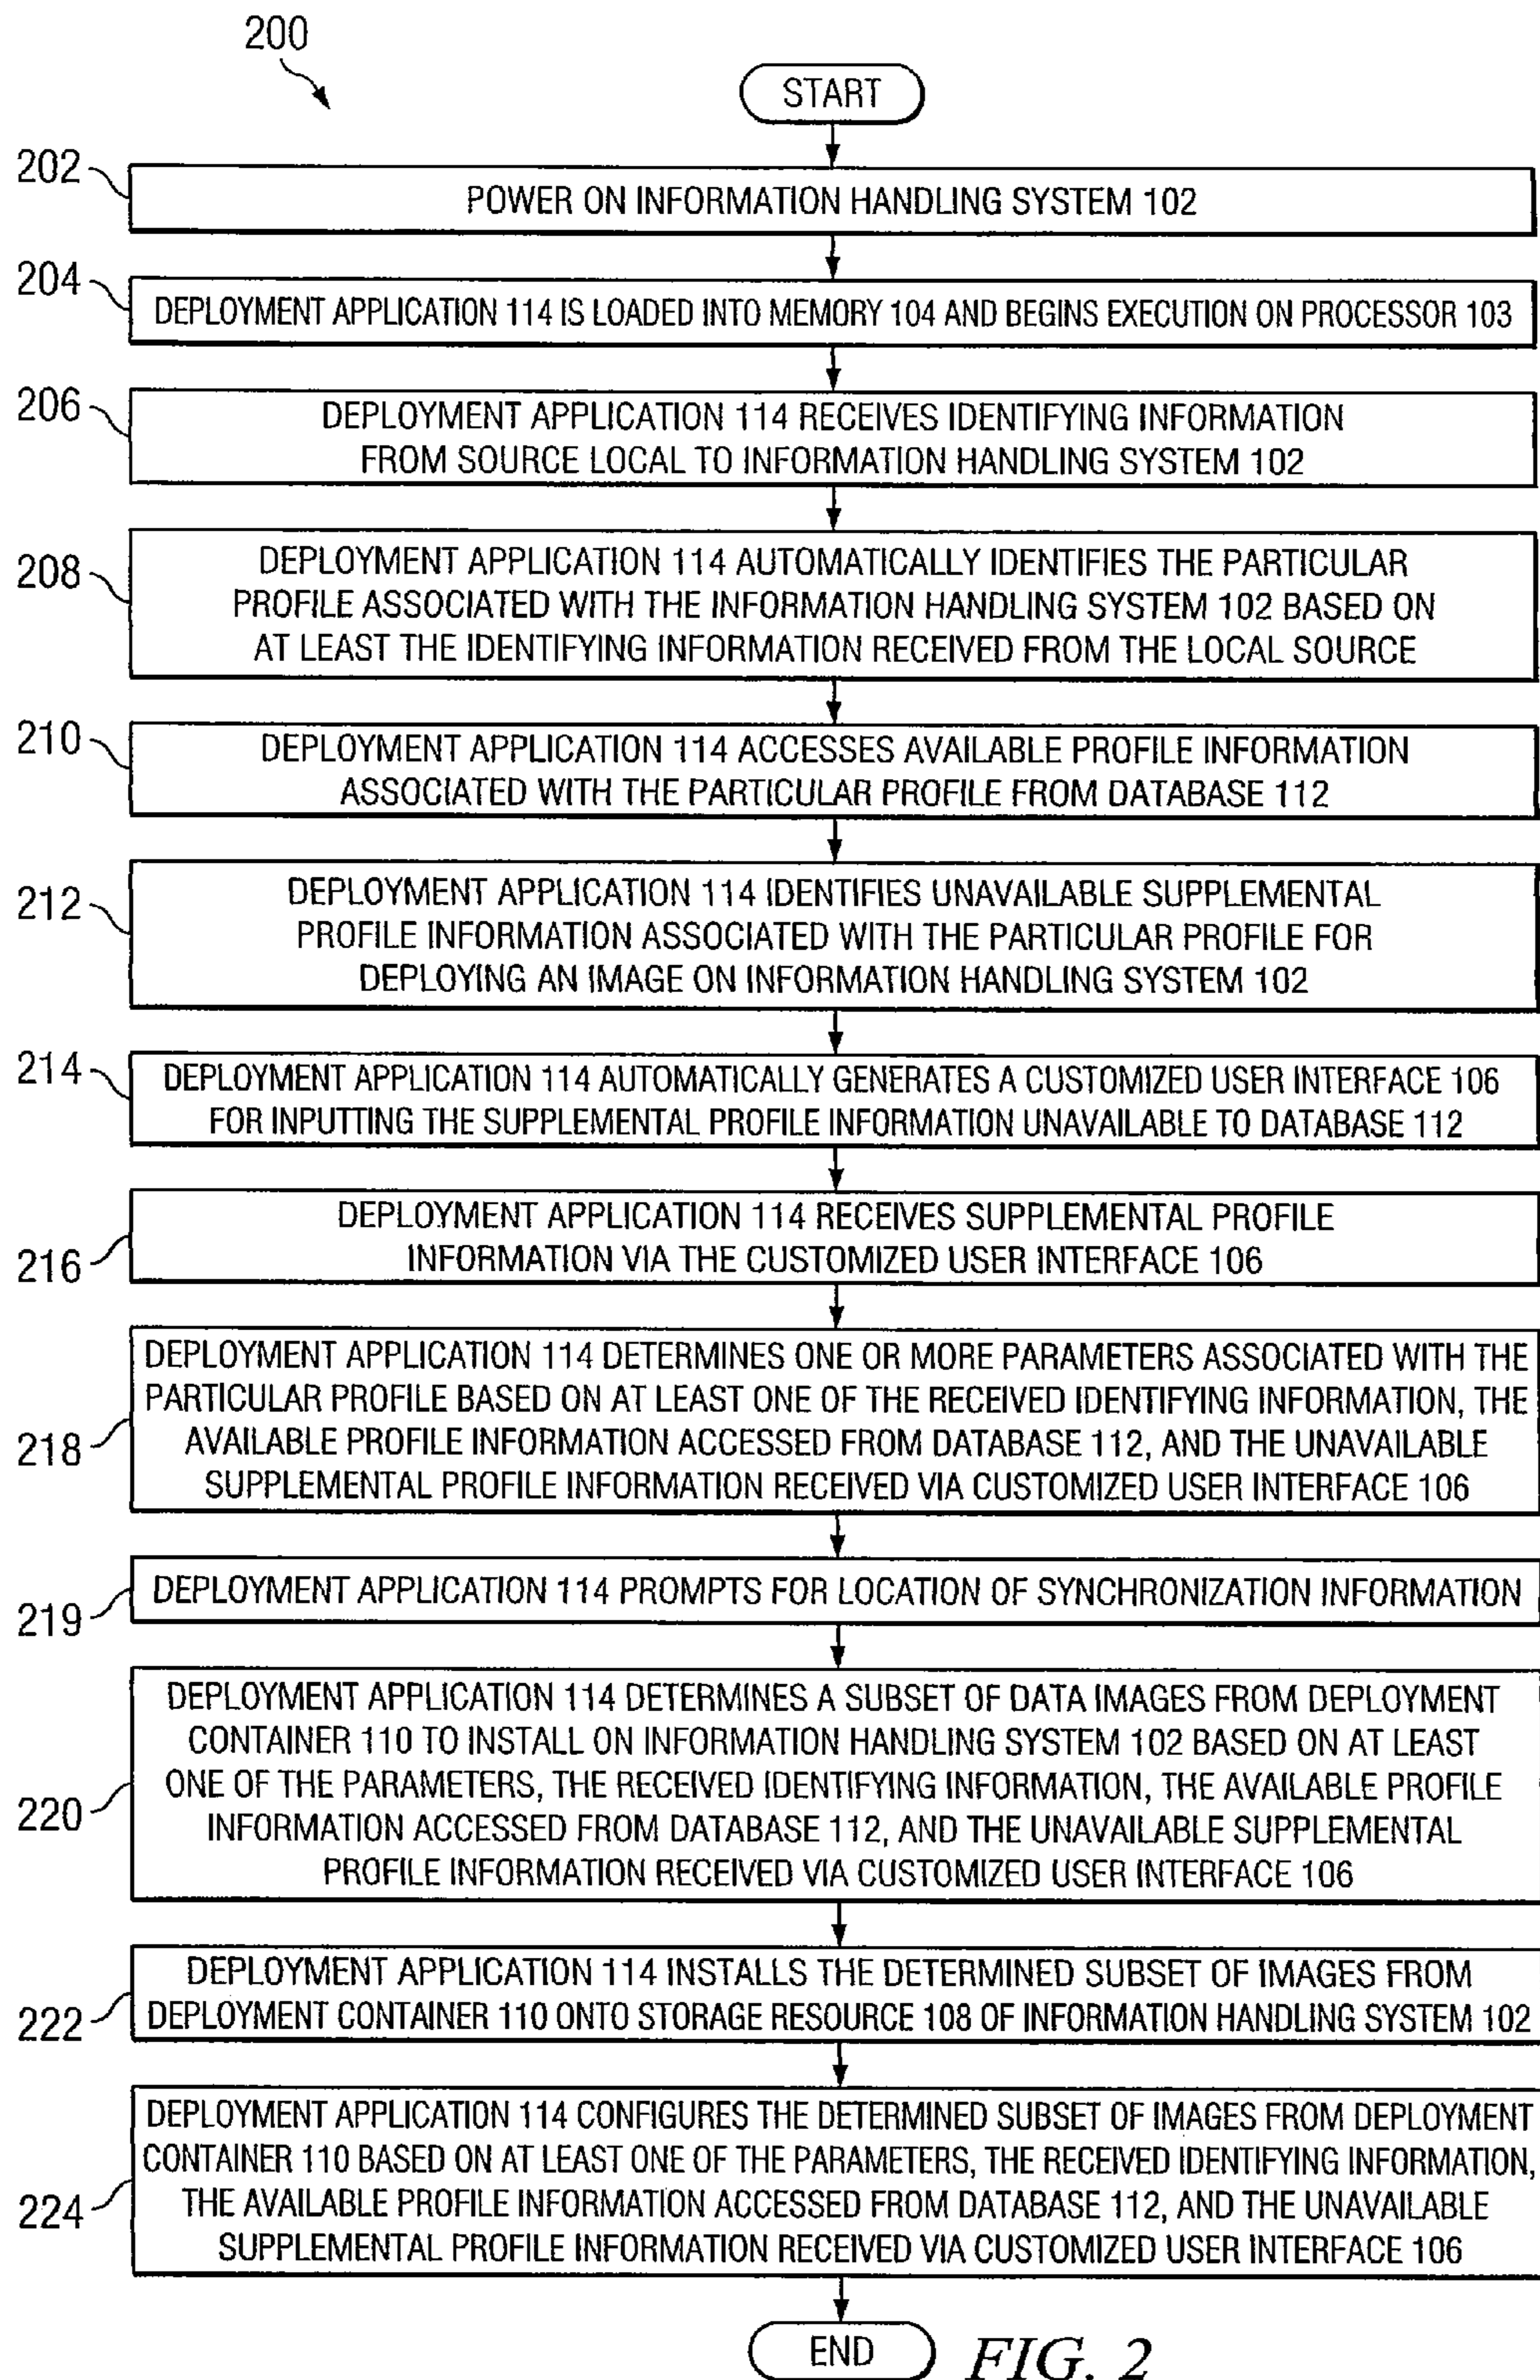 200
START
202
POWER ON INFORMATION HANDLING SYSTEM 102
204
DEPLOYMENT APPLICATION 114 IS LOADED INTO MEMORY 104 AND BEGINS EXECUTION ON PROCESSOR 103
206
DEPLOYMENT APPLICATION 114 RECEIVES IDENTIFYING INFORMATION
FROM SOURCE LOCAL TO INFORMATION HANDLING SYSTEM 102
208
DEPLOYMENT APPLICATION 114 AUTOMATICALLY IDENTIFIES THE PARTICULAR
PROFILE ASSOCIATED WITH THE INFORMATION HANDLING SYSTEM 102 BASED ON
AT LEAST THE IDENTIFYING INFORMATION RECEIVED FROM THE LOCAL SOURCE
210
DEPLOYMENT APPLICATION 114 ACCESSES AVAILABLE PROFILE INFORMATION
ASSOCIATED WITH THE PARTICULAR PROFILE FROM DATABASE 112
212
DEPLOYMENT APPLICATION 114 IDENTIFIES UNAVAILABLE SUPPLEMENTAL
PROFILE INFORMATION ASSOCIATED WITH THE PARTICULAR PROFILE FOR
DEPLOYING AN IMAGE ON INFORMATION HANDLING SYSTEM 102
214
DEPLOYMENT APPLICATION 114 AUTOMATICALLY GENERATES A CUSTOMIZED USER INTERFACE 106
FOR INPUTTING THE SUPPLEMENTAL PROFILE INFORMATION UNAVAILABLE TO DATABASE 112
216
DEPLOYMENT APPLICATION 114 RECEIVES SUPPLEMENTAL PROFILE
INFORMATION VIA THE CUSTOMIZED USER INTERFACE 106
218
DEPLOYMENT APPLICATION 114 DETERMINES ONE OR MORE PARAMETERS ASSOCIATED WITH THE
PARTICULAR PROFILE BASED ON AT LEAST ONE OF THE RECEIVED IDENTIFYING INFORMATION, THE
AVAILABLE PROFILE INFORMATION ACCESSED FROM DATABASE 112, AND THE UNAVAILABLE
SUPPLEMENTAL PROFILE INFORMATION RECEIVED VIA CUSTOMIZED USER INTERFACE 106
219
DEPLOYMENT APPLICATION 114 PROMPTS FOR LOCATION OF SYNCHRONIZATION INFORMATION
220
DEPLOYMENT APPLICATION 114 DETERMINES A SUBSET OF DATA IMAGES FROM DEPLOYMENT
CONTAINER 110 TO INSTALL ON INFORMATION HANDLING SYSTEM 102 BASED ON AT LEAST
ONE OF THE PARAMETERS, THE RECEIVED IDENTIFYING INFORMATION, THE AVAILABLE PROFILE
INFORMATION ACCESSED FROM DATABASE 112, AND THE UNAVAILABLE SUPPLEMENTAL
PROFILE INFORMATION RECEIVED VIA CUSTOMIZED USER INTERFACE 106
222
DEPLOYMENT APPLICATION 114 INSTALLS THE DETERMINED SUBSET OF IMAGES FROM
DEPLOYMENT CONTAINER 110 ONTO STORAGE RESOURCE 108 OF INFORMATION HANDLING SYSTEM 102
224
DEPLOYMENT APPLICATION 114 CONFIGURES THE DETERMINED SUBSET OF IMAGES FROM DEPLOYMENT
CONTAINER 110 BASED ON AT LEAST ONE OF THE PARAMETERS, THE RECEIVED IDENTIFYING INFORMATION,
THE AVAILABLE PROFILE INFORMATION ACCESSED FROM DATABASE 112, AND THE UNAVAILABLE
SUPPLEMENTAL PROFILE INFORMATION RECEIVED VIA CUSTOMIZED USER INTERFACE 106
END
FIG. 2